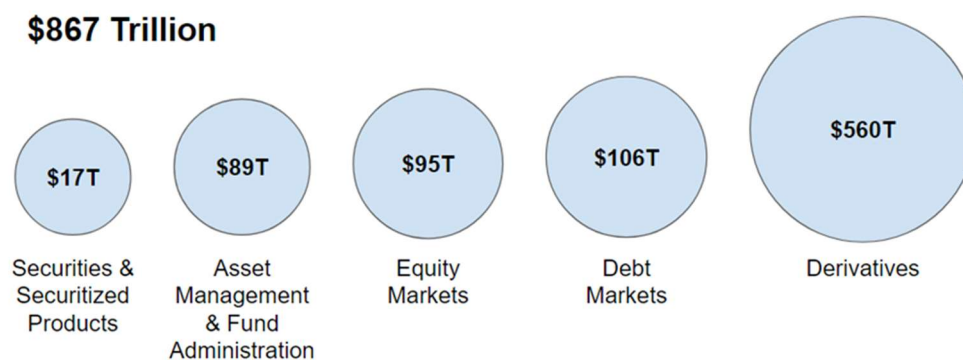 $867 Trillion
$17T
$89T
$95T
$106T
$560T
Securities &
Securitized
Products
Asset
Management
& Fund
Administration
Equity
Markets
Debt
Markets
Derivatives